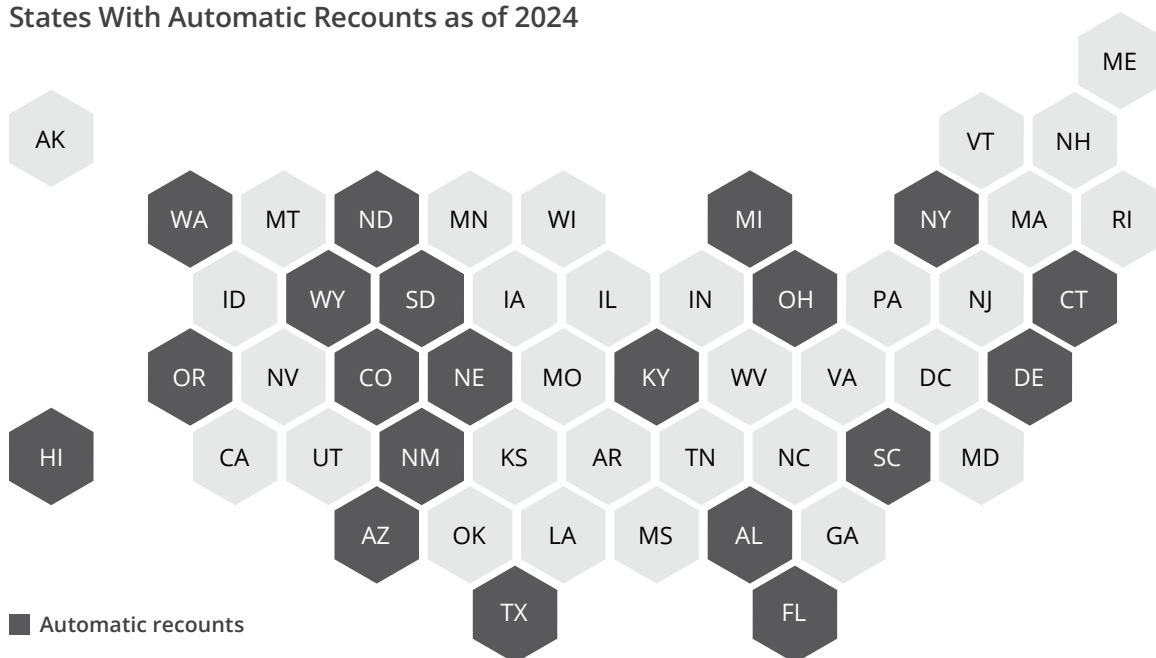 States With Automatic Recounts as of 2024
ME
AK
VT NH
WA MT ND MN WI MI NY MA RI
ID WY SD IA IL IN OH PA NJ CT
OR NV CO NE MO KY WV VA DC DE
HI CA UT NM KS AR TN NC SC MD
AZ OK LA MS AL GA
TX FL
Automatic recounts